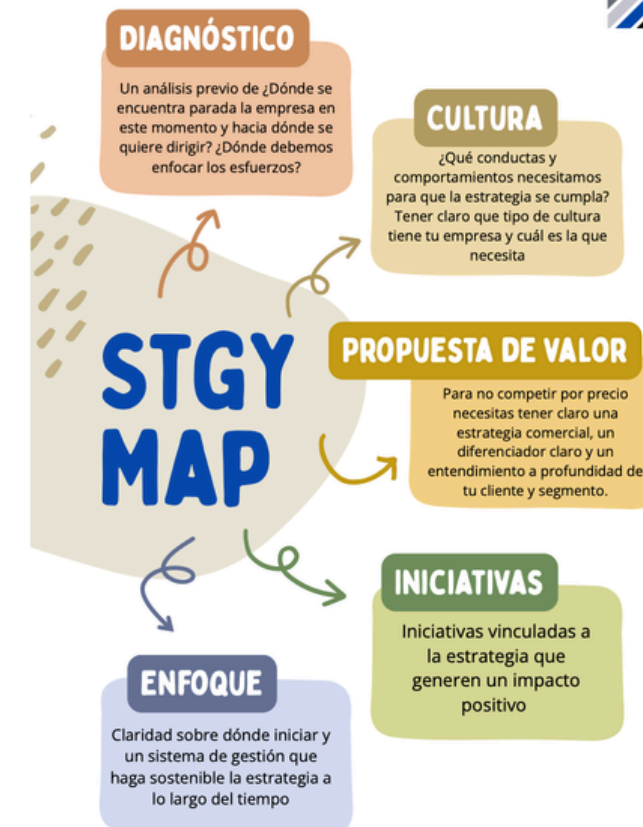 DIAGNÓSTICO
Un análisis previo de ¿Dónde se
encuentra parada la empresa en
este momento y hacia dónde se
quiere dirigir? ¿Dónde debemos
enfocar los esfuerzos?
CULTURA
¿Qué conductas y
comportamientos necesitamos
para que la estrategia se cumpla?
Tener claro que tipo de cultura
tiene tu empresa y cuál es la que
necesita
STGY
MAP
PROPUESTA DE VALOR
Para no competir por precio
necesitas tener claro una
estrategia comercial, un
diferenciador claro y un
entendimiento a profundidad de
tu cliente y segmento.
INICIATIVAS
Iniciativas vinculadas a
la estrategia que
generen un impacto
positivo
ENFOQUE
Claridad sobre dónde iniciar y
un sistema de gestión que
haga sostenible la estrategia a
lo largo del tiempo